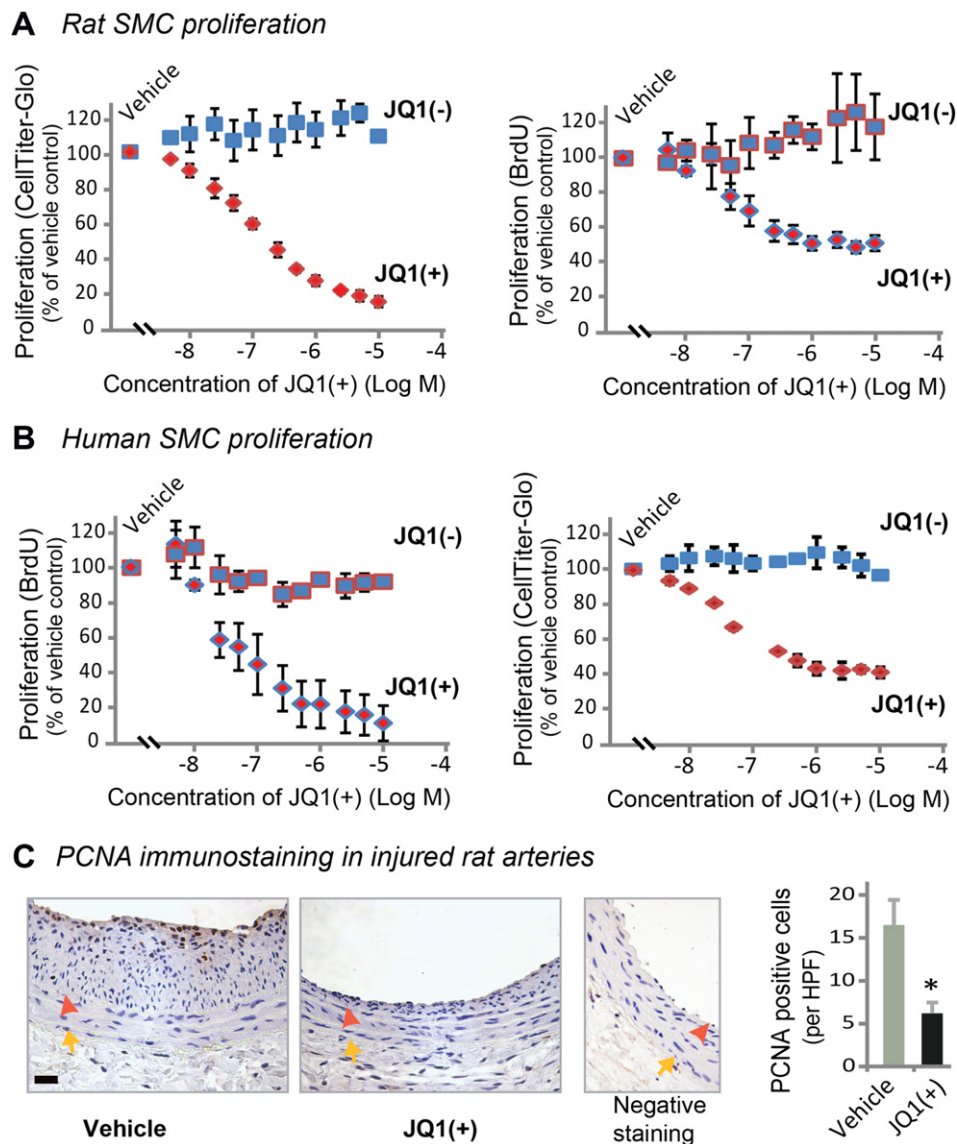 A Rat SMC proliferation
Proliferation (CellTiter-Glo)
(% of vehicle control)
120
100
80
60
40
20
0
Vehicle
JQ1(-)
JQ1(+)
-8 -7 -6 -5 -4
Concentration of JQ1(+) (Log M)
Proliferation (BrdU)
(% of vehicle control)
120
100
80
60
40
20
0
Vehicle
JQ1(-)
JQ1(+)
-8 -7 -6 -5 -4
Concentration of JQ1(+) (Log M)
B Human SMC proliferation
Proliferation (BrdU)
(% of vehicle control)
120
100
80
60
40
20
0
Vehicle
JQ1(-)
JQ1(+)
-8 -7 -6 -5 -4
Concentration of JQ1(+) (Log M)
Proliferation (CellTiter-Glo)
(% of vehicle control)
120
100
80
60
40
20
0
Vehicle
JQ1(-)
JQ1(+)
-8 -7 -6 -5 -4
Concentration of JQ1(+) (Log M)
C PCNA immunostaining in injured rat arteries
Vehicle
JQ1(+)
Negative
staining
PCNA positive cells
(per HPF)
20
15
10
5
0
*
Vehicle
JQ1(+)